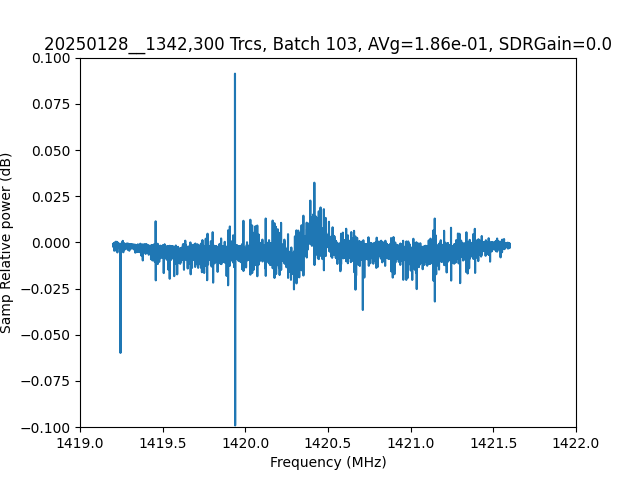 20250128__1342,300 Trcs, Batch 103, AVg=1.86e-01, SDRGain=0.0
0.100
0.075
0.050
0.025
0.000
−0.025
−0.050
−0.075
−0.100
Samp Relative power (dB)
1419.0 1419.5 1420.0 1420.5 1421.0 1421.5 1422.0
Frequency (MHz)